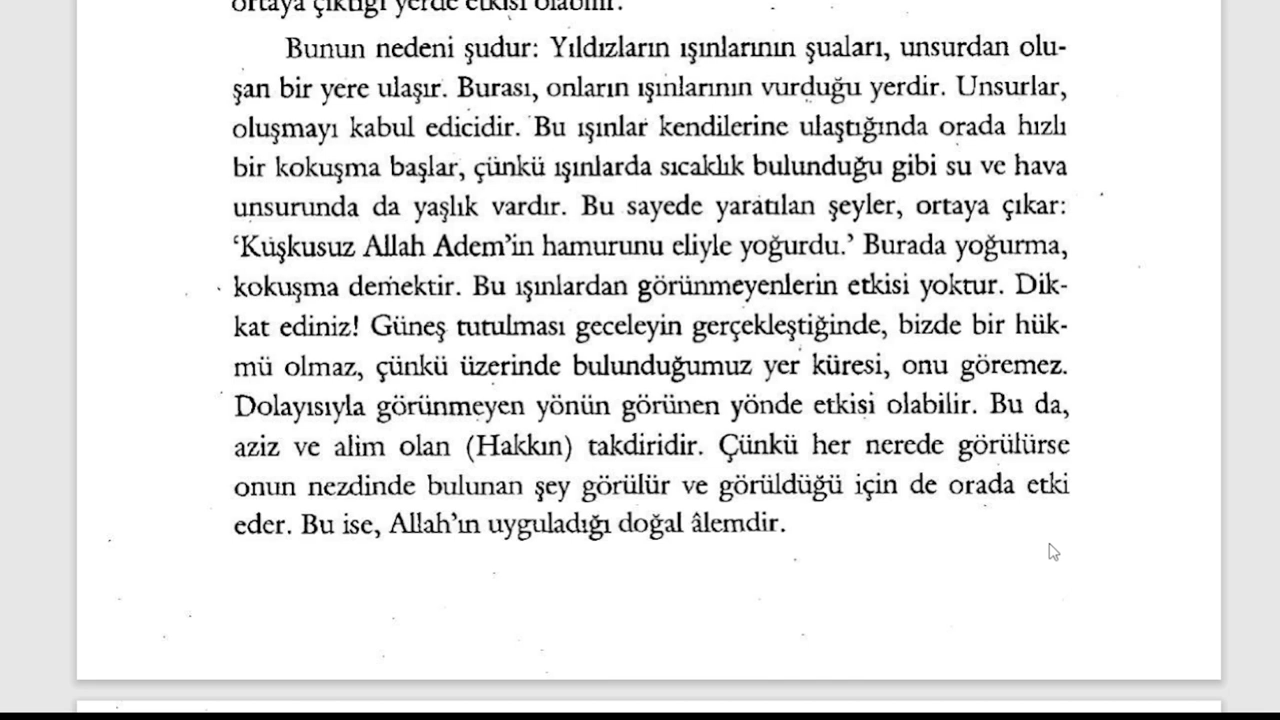 ortaya çıktığı yerde etkisi olabilir.
Bunun nedeni şudur: Yıldızların ışınlarının şuaları, unsurdan olu-
şan bir yere ulaşır. Burası, onların ışınlarının vurduğu yerdir. Unsurlar,
oluşmayı kabul edicidir. Bu ışınlar kendilerine ulaştığında orada hızlı
bir kokuşma başlar, çünkü ışınlarda sıcaklık bulunduğu gibi su ve hava
unsurunda da yaşlık vardır. Bu sayede yaratılan şeyler, ortaya çıkar:
‘Kuşkusuz Allah Adem’in hamurunu eliyle yoğurdu.’ Burada yoğurma,
kokuşma demektir. Bu ışınlardan görünmeyenlerin etkisi yoktur. Dik-
kat ediniz! Güneş tutulması geceleyin gerçekleştiğinde, bizde bir hük-
mü olmaz, çünkü üzerinde bulunduğumuz yer küresi, onu göremez.
Dolayısıyla görünmeyen yönün görünen yönde etkisi olabilir. Bu da,
aziz ve alim olan (Hakkın) takdiridir. Çünkü her nerede görülürse
onun nezdinde bulunan şey görülür ve görüldüğü için de orada etki
eder. Bu ise, Allah’ın uyguladığı doğal âlemdir.